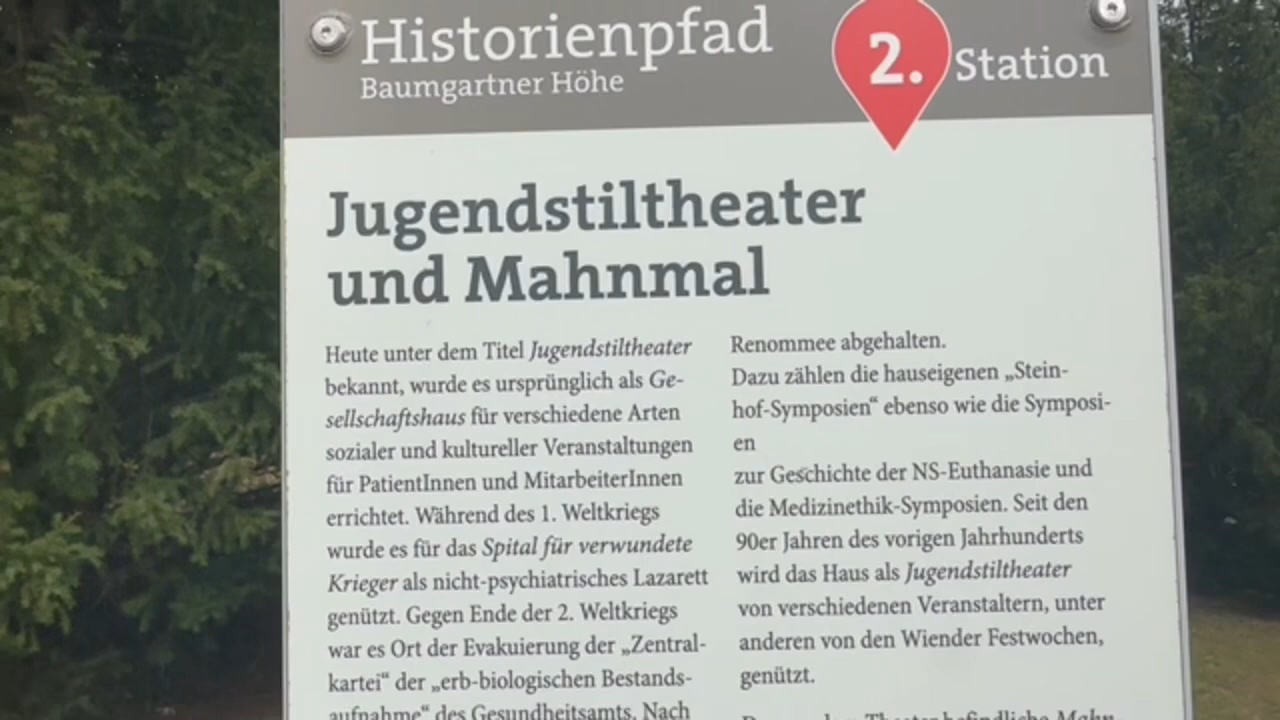 Historienpfad
Baumgartner Höhe
2. Station
Jugendstiltheater
und Mahnmal
Heute unter dem Titel Jugendstiltheater
bekannt, wurde es ursprünglich als Ge-
sellschaftshaus für verschiedene Arten
sozialer und kultureller Veranstaltungen
für PatientInnen und MitarbeiterInnen
errichtet. Während des 1. Weltkriegs
wurde es für das Spital für verwundete
Krieger als nicht-psychiatrisches Lazarett
genützt. Gegen Ende der 2. Weltkriegs
war es Ort der Evakuierung der „Zentral-
kartei“ der „erb-biologischen Bestands-
aufnahme“ des Gesundheitsamts. Nach
Renommee abgehalten.
Dazu zählen die hauseigenen „Stein-
hof-Symposien“ ebenso wie die Symposi-
en
zur Geschichte der NS-Euthanasie und
die Medizinethik-Symposien. Seit den
90er Jahren des vorigen Jahrhunderts
wird das Haus als Jugendstiltheater
von verschiedenen Veranstaltern, unter
anderen von den Wiender Festwochen,
genützt.